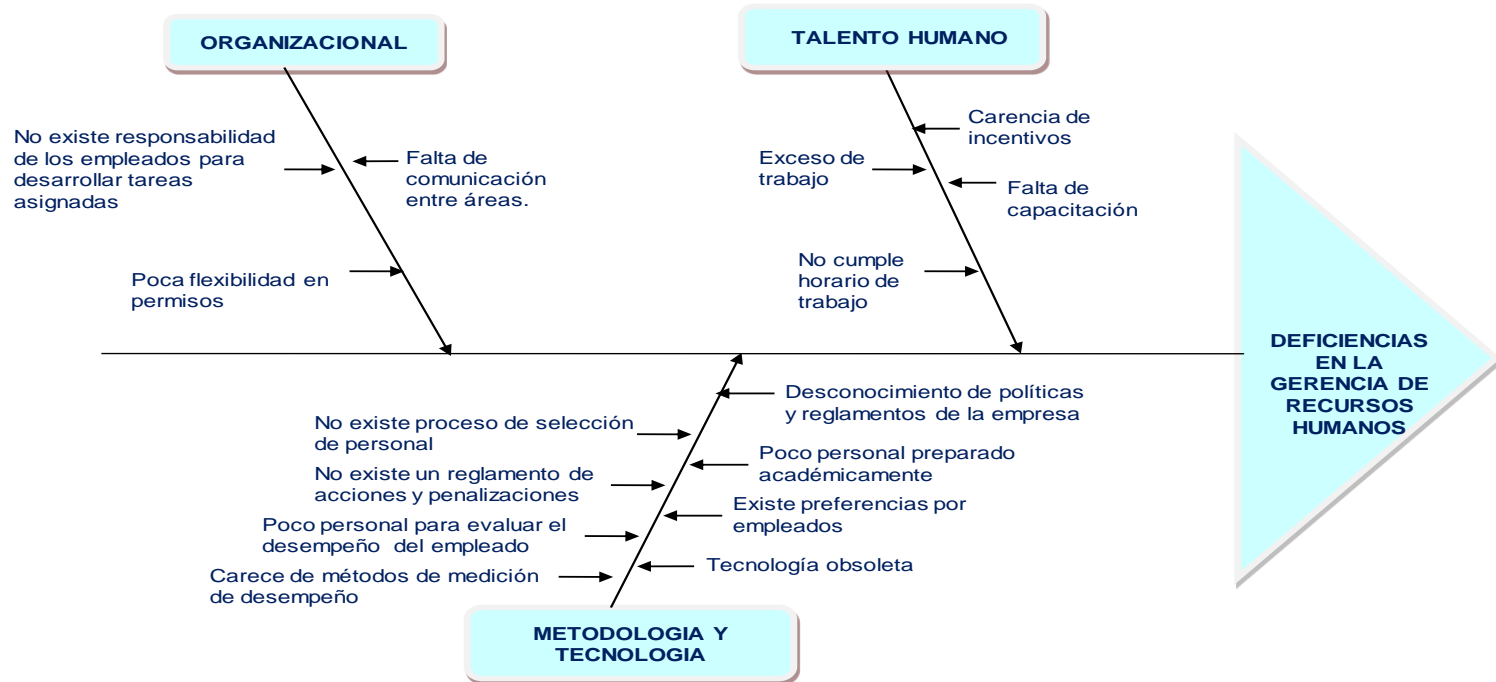 ORGANIZACIONAL
TALENTO HUMANO
No existe responsabilidad
de los empleados para
desarrollar tareas
asignadas
Falta de
comunicación
entre áreas.
Poca flexibilidad en
permisos
Carencia de
incentivos
Exceso de
trabajo
Falta de
capacitación
No cumple
horario de
trabajo
DEFICIENCIAS
EN LA
GERENCIA DE
RECURSOS
HUMANOS
Desconocimiento de políticas
y reglamentos de la empresa
No existe proceso de selección
de personal
Poco personal preparado
académicamente
No existe un reglamento de
acciones y penalizaciones
Existe preferencias por
empleados
Poco personal para evaluar el
desempeño del empleado
Tecnología obsoleta
Carece de métodos de medición
de desempeño
METODOLOGIA Y
TECNOLOGIA